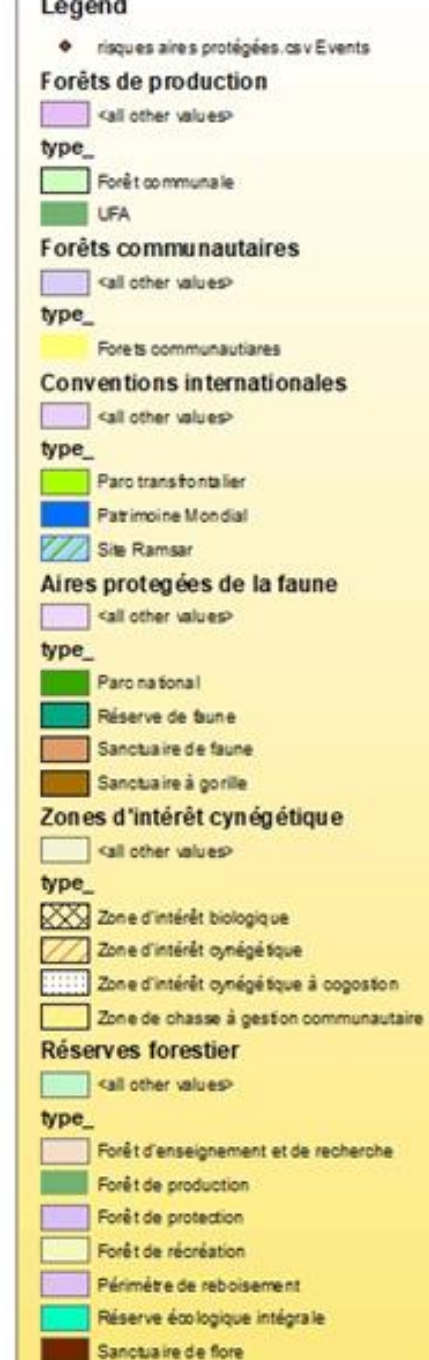 Legend
risques aires protégées.csv Events
Forêts de production
<all other values>
type_
Forêt communale
UFA
Forêts communautaires
<all other values>
type_
Forets communautiares
Conventions internationales
<all other values>
type_
Parc transfrontalier
Patrimoine Mondial
Site Ramsar
Aires protegées de la faune
<all other values>
type_
Parc national
Réserve de faune
Sanctuaire de faune
Sanctuaire à gorille
Zones d'intérêt cynégétique
<all other values>
type_
Zone d'intérêt biologique
Zone d'intérêt cynégétique
Zone d'intérêt cynégétique à cogostion
Zone de chasse à gestion communautaire
Réserves forestier
<all other values>
type_
Forêt d'enseignement et de recherche
Forêt de production
Forêt de protection
Forêt de récréation
Périmètre de reboisement
Réserve écologique intégrale
Sanctuaire de flore